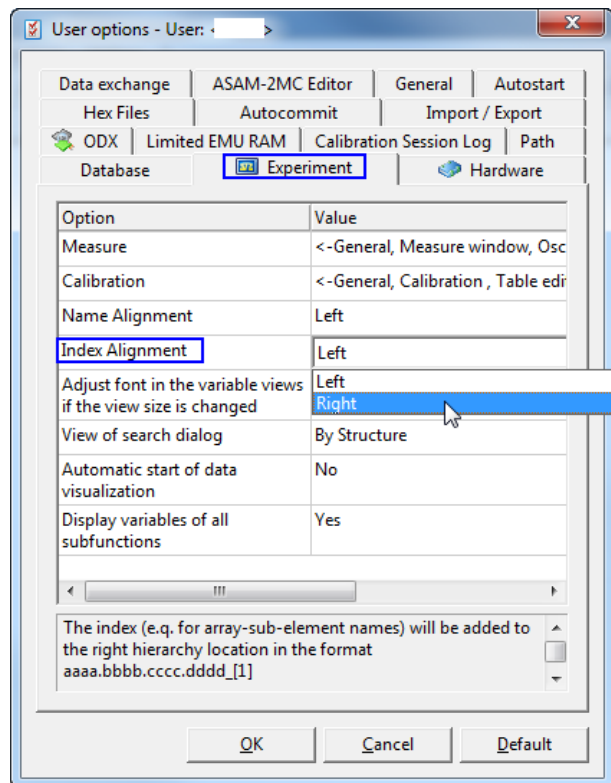 User options - User: < >
Data exchange ASAM-2MC Editor General Autostart
Hex Files Autocommit Import / Export
ODX Limited EMU RAM Calibration Session Log Path
Database Experiment Hardware
Option Value
Measure <-General, Measure window, Osc
Calibration <-General, Calibration , Table edi
Name Alignment Left
Index Alignment Left
Left
Right
Adjust font in the variable views
if the view size is changed
View of search dialog By Structure
Automatic start of data No
visualization
Display variables of all Yes
subfunctions
The index (e.q. for array-sub-element names) will be added to
the right hierarchy location in the format
aaaa.bbbb.cccc.dddd_[1]
OK Cancel Default